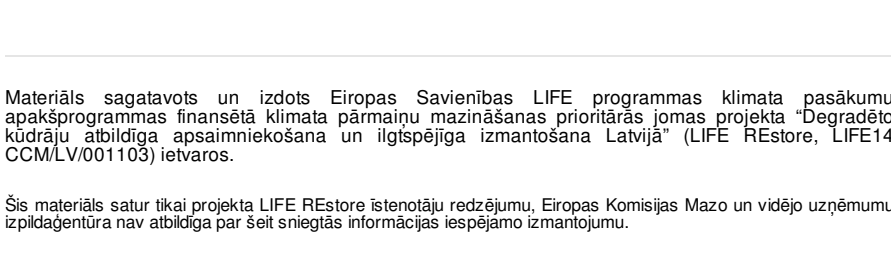 Materiāls sagatavots un izdots Eiropas Savienības LIFE programmas klimata pasākumu
apakšprogrammas finansētā klimata pārmaiņu mazināšanas prioritārās jomas projekta “Degradēto
kūdrāju atbildīga apsaimniekošana un ilgtspējīga izmantošana Latvijā” (LIFE REstore, LIFE14
CCM/LV/001103) ietvaros.
Šis materiāls satur tikai projekta LIFE REstore īstenotāju redzējumu, Eiropas Komisijas Mazo un vidējo uzņēmumu
izpildaģentūra nav atbildīga par šeit sniegtās informācijas iespējamo izmantojumu.